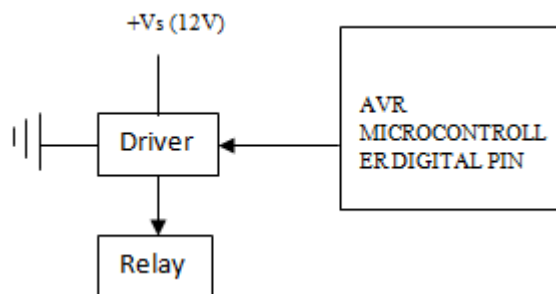 +Vs (12V)
Driver
AVR
MICROCONTROLL
ER DIGITAL PIN
Relay